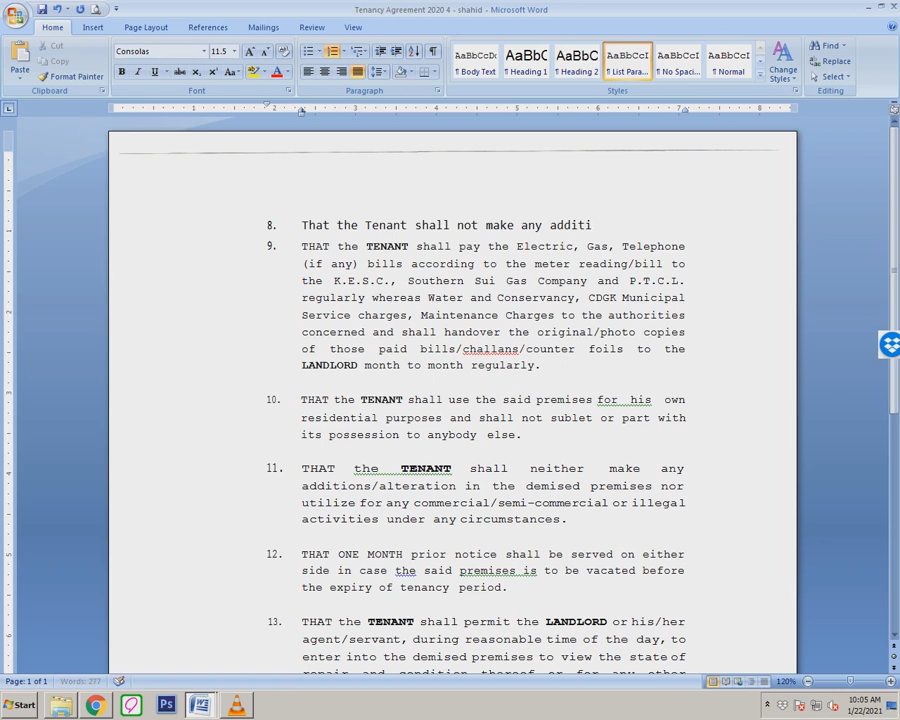 Tenancy Agreement 2020 4 - shahid - Microsoft Word
Home Insert Page Layout References Mailings Review View
Paste
Cut
Copy
Format Painter
Clipboard
Consolas 11.5
Font
Paragraph
AaBbCcDc AaBbC AaBbC AaBbCcI AaBbCcI AaBbCcI
¶ Body Text ¶ Heading 1 ¶ Heading 2 ¶ List Para... ¶ No Spaci... ¶ Normal
Change Styles
Styles
Find
Replace
Select
Editing
8. That the Tenant shall not make any additi
9. THAT the TENANT shall pay the Electric, Gas, Telephone
(if any) bills according to the meter reading/bill to
the K.E.S.C., Southern Sui Gas Company and P.T.C.L.
regularly whereas Water and Conservancy, CDGK Municipal
Service charges, Maintenance Charges to the authorities
concerned and shall handover the original/photo copies
of those paid bills/challans/counter foils to the
LANDLORD month to month regularly.
10. THAT the TENANT shall use the said premises for his own
residential purposes and shall not sublet or part with
its possession to anybody else.
11. THAT the TENANT shall neither make any
additions/alteration in the demised premises nor
utilize for any commercial/semi-commercial or illegal
activities under any circumstances.
12. THAT ONE MONTH prior notice shall be served on either
side in case the said premises is to be vacated before
the expiry of tenancy period.
13. THAT the TENANT shall permit the LANDLORD or his/her
agent/servant, during reasonable time of the day, to
enter into the demised premises to view the state of
repair and condition thereof or for any other
Page: 1 of 1 Words: 277 120%
Start
10:05 AM
1/22/2021